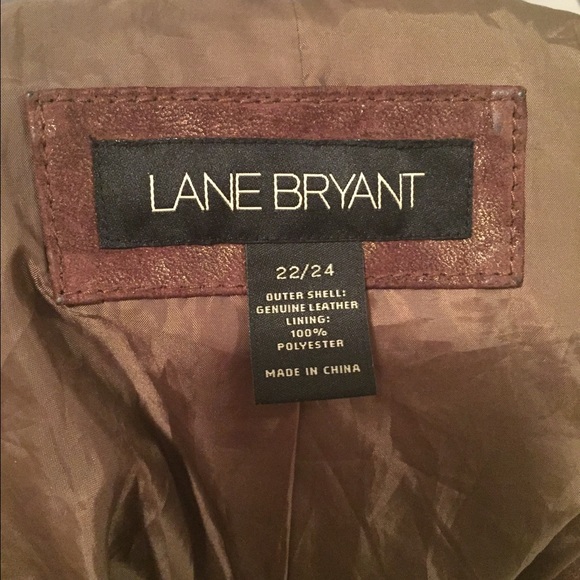 LANE BRYANT
22/24
OUTER SHELL:
GENUINE LEATHER
LINING:
100%
POLYESTER
MADE IN CHINA